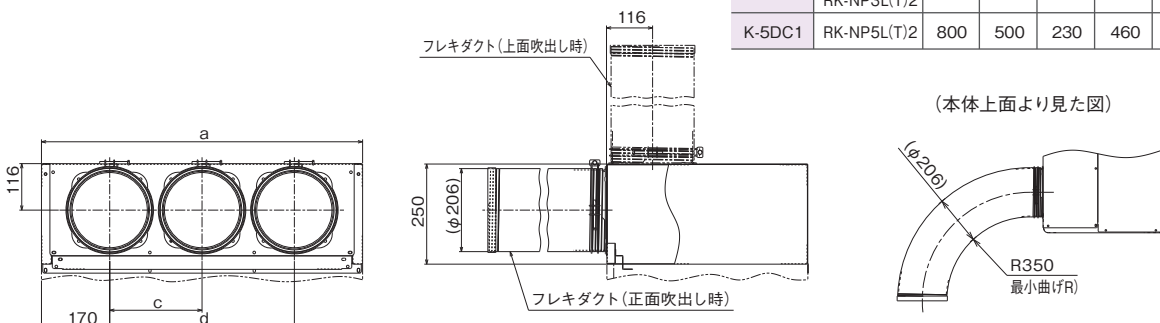 RK-NP3L(T)2
K-5DC1 RK-NP5L(T)2 800 500 230 460
116
フレキダクト(上面吹出し時)
(本体上面より見た図)
a
116
250
(φ206)
(φ206)
R350
最小曲げR)
フレキダクト(正面吹出し時)
c
170
d